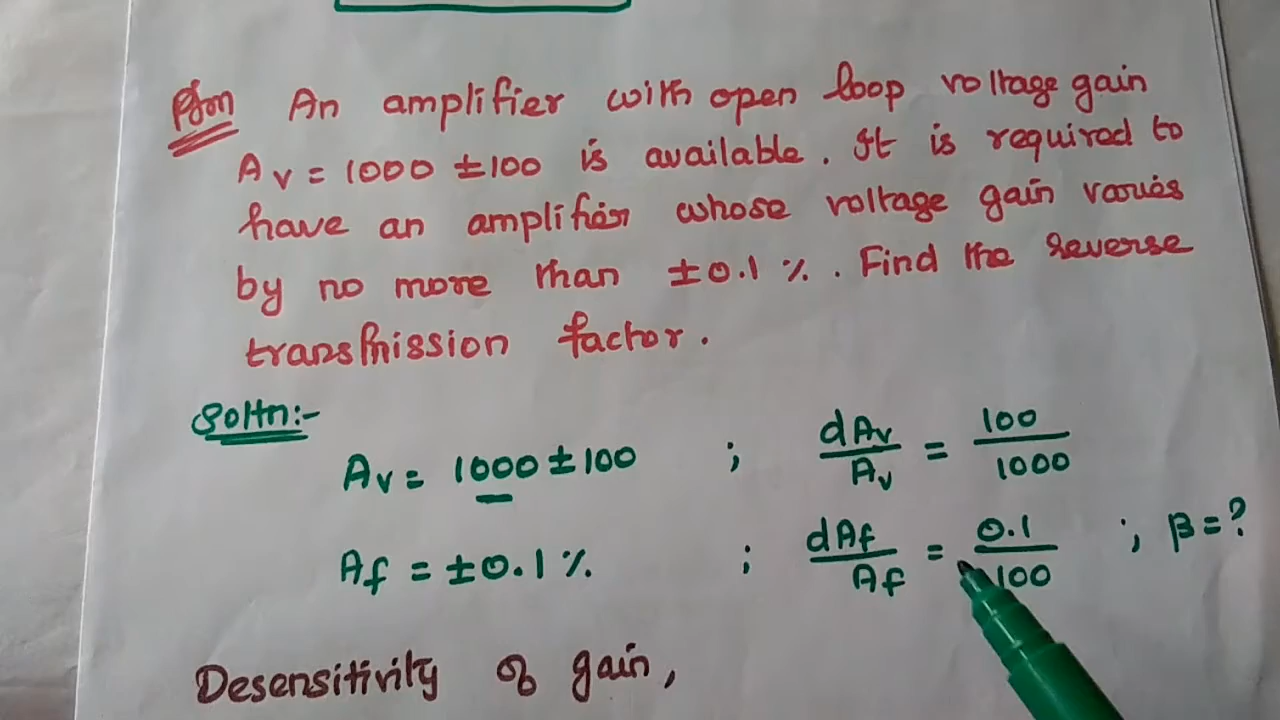 Pbm An amplifier with open loop voltage gain
Av = 1000 ±100 is available. It is required to
have an amplifier whose voltage gain varies
by no more than ±0.1 %. Find the reverse
transmission factor.
Soltn:-
Av = 1000 ±100 ; dAv/Av = 100/1000
Af = ±0.1 % ; dAf/Af = 0.1/100 ; β = ?
Desensitivity of gain,